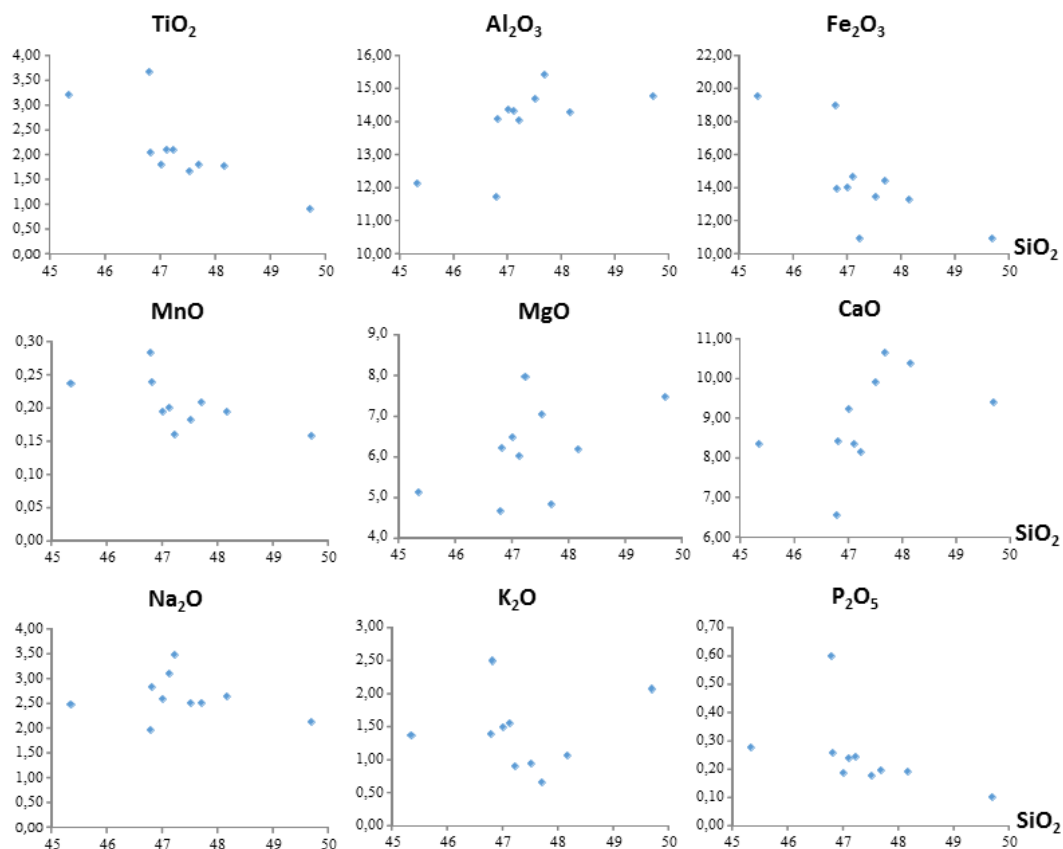 TiO₂ Al₂O₃ Fe₂O₃
4,00 16,00 22,00
3,50 15,00 20,00
3,00 14,00 18,00
2,50 13,00 16,00
2,00 12,00 14,00
1,50 11,00 12,00
1,00 10,00 10,00
0,50
0,00
45 46 47 48 49 50 45 46 47 48 49 50 45 46 47 48 49 50 SiO₂
MnO MgO CaO
0,30 9,0 11,00
0,25 8,0 10,00
0,20 7,0 9,00
0,15 6,0 8,00
0,10 5,0 7,00
0,05 4,0 6,00
0,00
45 46 47 48 49 50 45 46 47 48 49 50 45 46 47 48 49 50 SiO₂
Na₂O K₂O P₂O₅
4,00 3,00 0,70
3,50 2,50 0,60
3,00 2,00 0,50
2,50 1,50 0,40
2,00 1,00 0,30
1,50 0,50 0,20
1,00 0,00 0,10
0,50 0,00
0,00
45 46 47 48 49 50 45 46 47 48 49 50 45 46 47 48 49 50 SiO₂